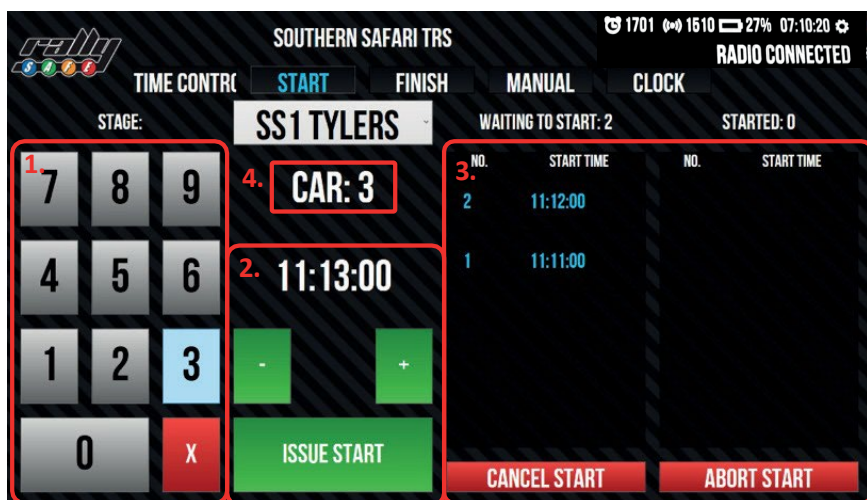 rally
SAFE
SOUTHERN SAFARI TRS
1701 1510 27% 07:10:20
RADIO CONNECTED
TIME CONTR( START FINISH MANUAL CLOCK
STAGE: SS1 TYLERS WAITING TO START: 2 STARTED: 0
1. 7 8 9
4. CAR: 3
3. NO. START TIME NO. START TIME
2 11:12:00
1 11:11:00
4 5 6
2. 11:13:00
1 2 3
- +
0 X
ISSUE START
CANCEL START ABORT START